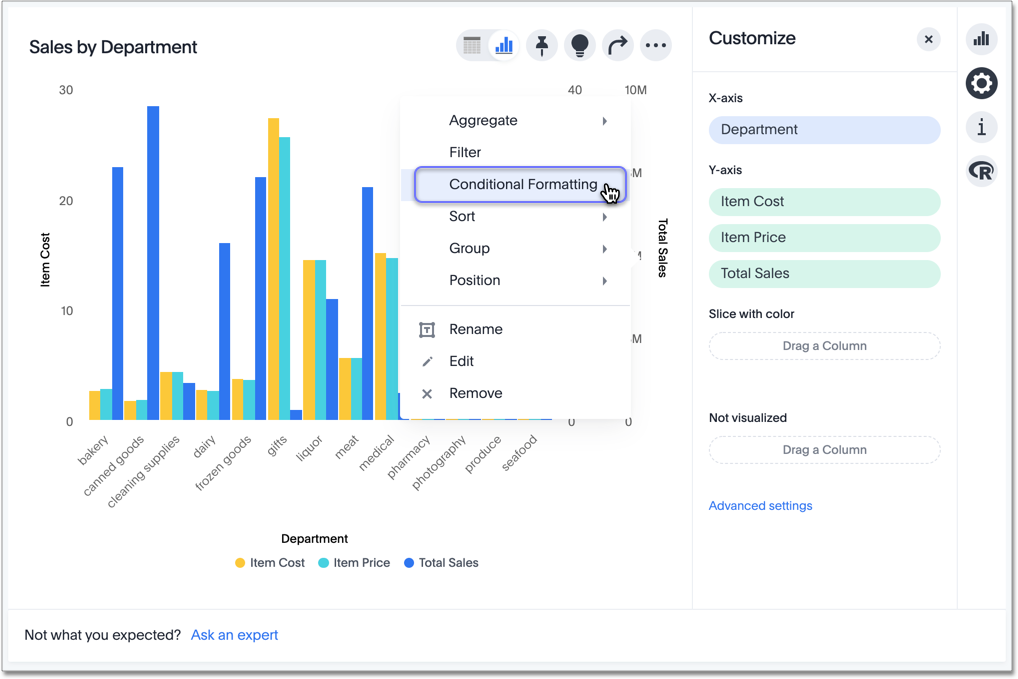 Sales by Department
Customize
30
40
10M
Aggregate
Filter
Conditional Formatting
Sort
Group
Position
Rename
Edit
Remove
M
M
20
10
0
0
0
Item Cost
Total Sales
bakery
canned goods
cleaning supplies
dairy
frozen goods
gifts
liquor
meat
medical
pharmacy
photography
produce
seafood
Department
Item Cost
Item Price
Total Sales
X-axis
Department
Y-axis
Item Cost
Item Price
Total Sales
Slice with color
Drag a Column
Not visualized
Drag a Column
Advanced settings
i
R
Not what you expected? Ask an expert